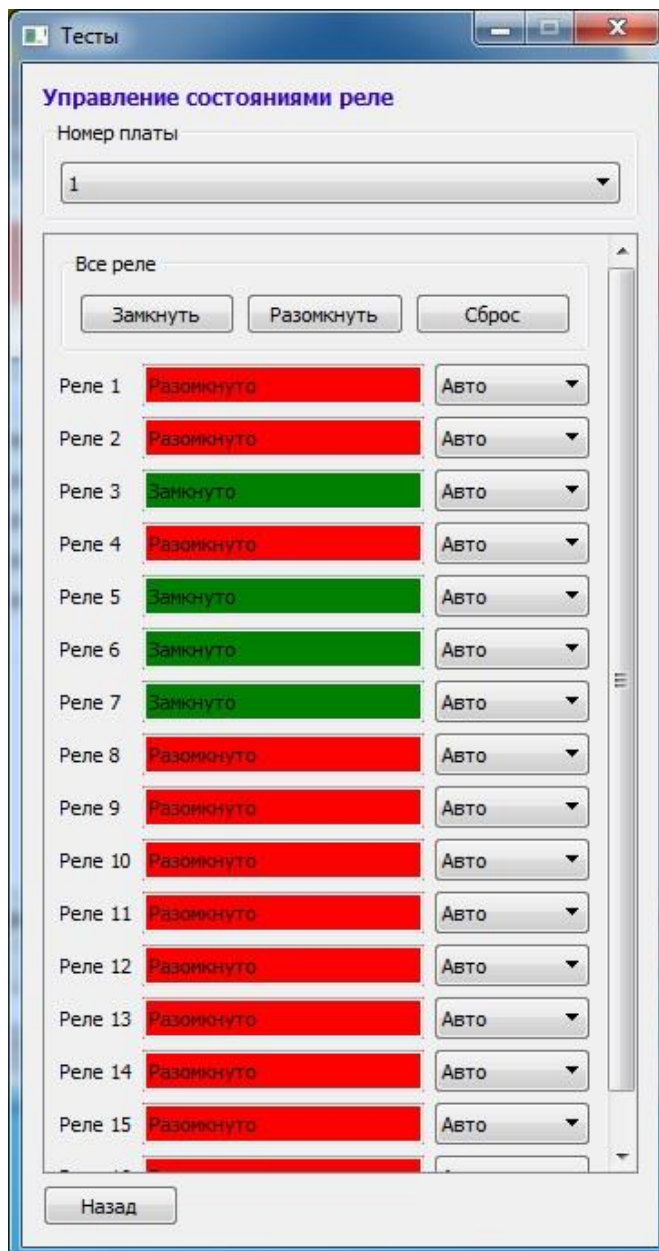 Тесты
Управление состояниями реле
Номер платы
1
Все реле
Замкнуть Разомкнуть Сброс
Реле 1 Разомкнуто Авто
Реле 2 Разомкнуто Авто
Реле 3 Замкнуто Авто
Реле 4 Разомкнуто Авто
Реле 5 Замкнуто Авто
Реле 6 Замкнуто Авто
Реле 7 Замкнуто Авто
Реле 8 Разомкнуто Авто
Реле 9 Разомкнуто Авто
Реле 10 Разомкнуто Авто
Реле 11 Разомкнуто Авто
Реле 12 Разомкнуто Авто
Реле 13 Разомкнуто Авто
Реле 14 Разомкнуто Авто
Реле 15 Разомкнуто Авто
Назад